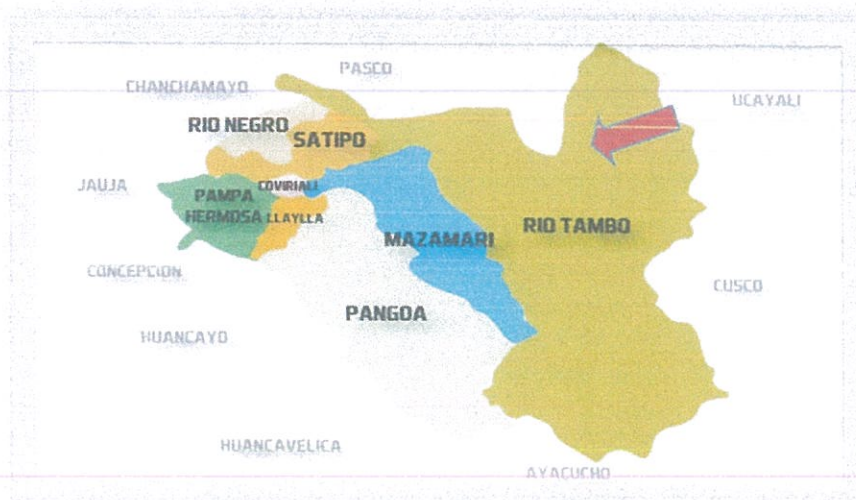 PASCO
CHANCHAMAYO
UCAYALI
RIO NEGRO
SATIPO
JAUJA
COVIRIALI
PAMPA
HERMOSA
LLAYLLA
RIO TAMBO
MAZAMARI
CONCEPCION
CUSCO
PANGOA
HUANCAYO
HUANCAVELICA
AYACUCHO